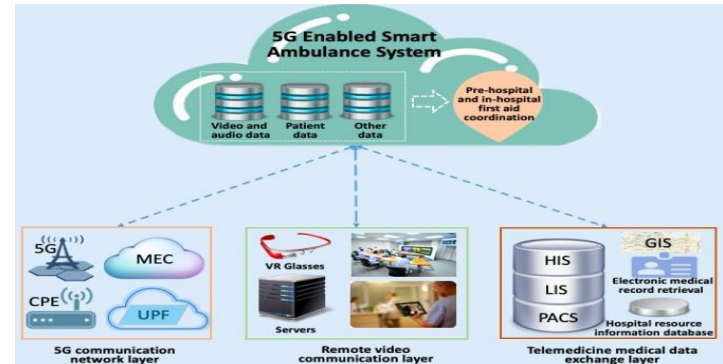 5G Enabled Smart
Ambulance System
Video and
audio data
Patient
data
Other
data
Pre-hospital
and in-hospital
first aid
coordination
5G
MEC
CPE
UPF
5G communication
network layer
VR Glasses
Servers
Remote video
communication layer
HIS
LIS
PACS
GIS
Electronic medical
record retrieval
Hospital resource
information database
Telemedicine medical data
exchange layer